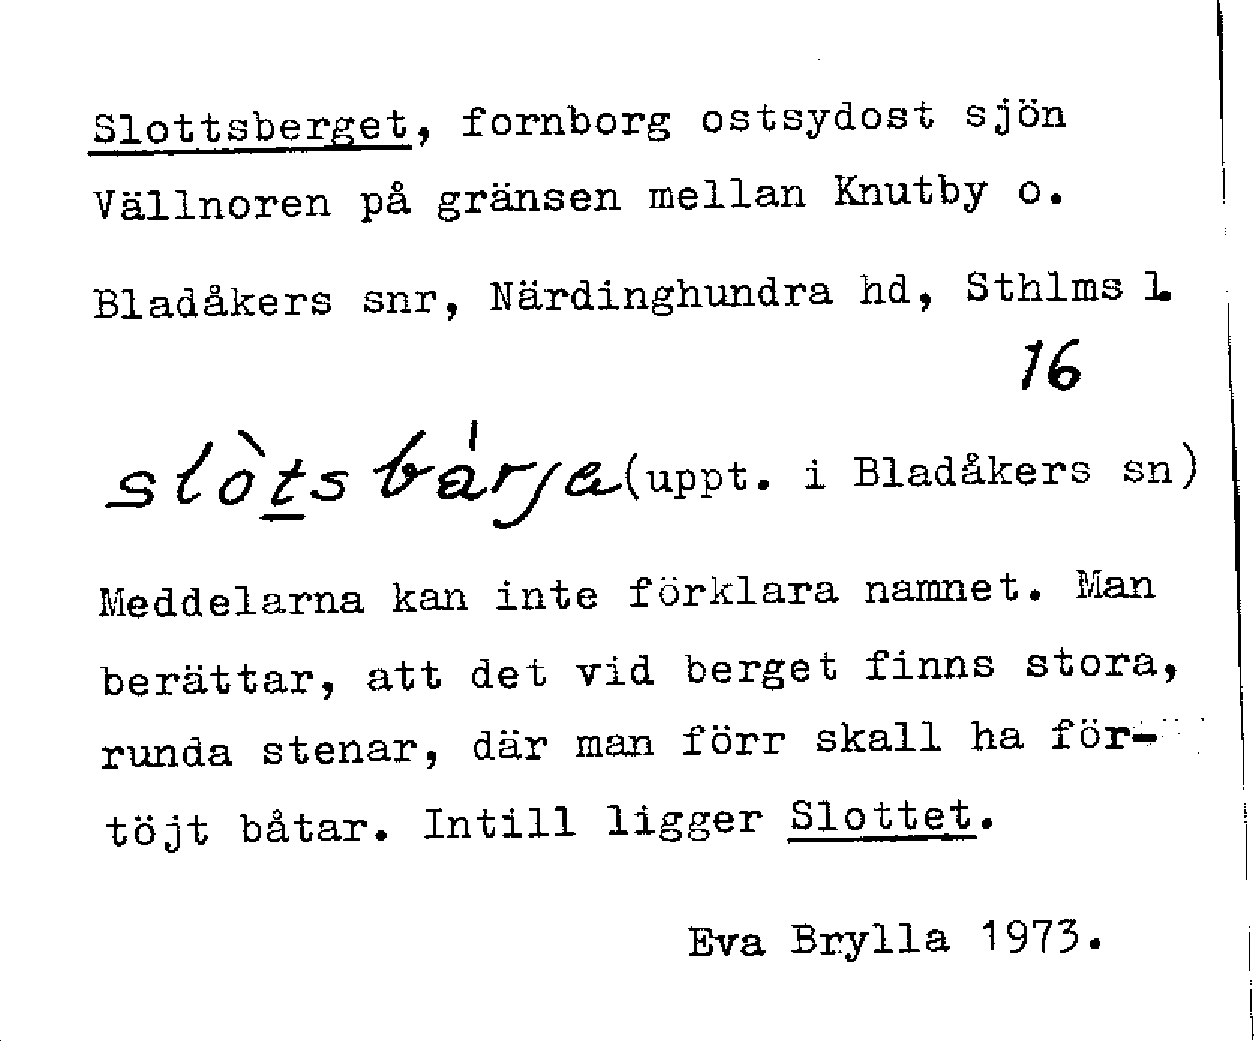 Slottsberget, fornborg ostsydost sjön
Vällnoren på gränsen mellan Knutby o.
Bladåkers snr, Närdinghundra hd, Sthlms l.
16
slòtsbárja (uppt. i Bladåkers sn)
Meddelarna kan inte förklara namnet. Man
berättar, att det vid berget finns stora,
runda stenar, där man förr skall ha för-
töjt båtar. Intill ligger Slottet.
Eva Brylla 1973.